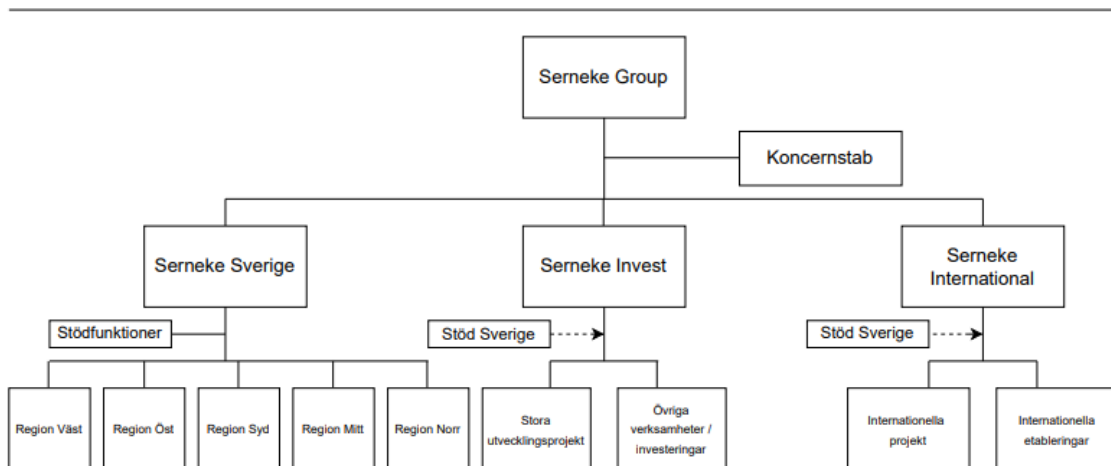 Serneke Group
Koncernstab
Serneke Sverige
Serneke Invest
Serneke
International
Stödfunktioner
Stöd Sverige
Stöd Sverige
Region Väst
Region Öst
Region Syd
Region Mitt
Region Norr
Stora
utvecklingsprojekt
Övriga
verksamheter /
investeringar
Internationella
projekt
Internationella
etableringar